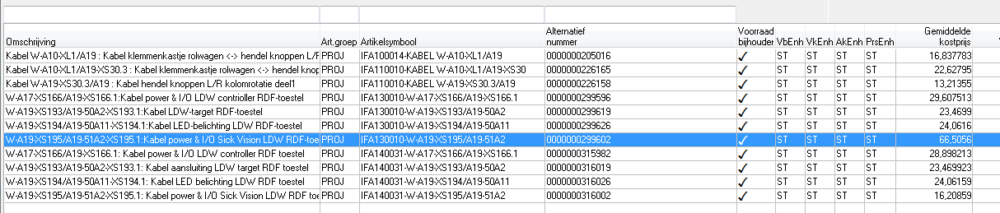 Omschrijving Art.groep Artikelsymbool Alternatief nummer Voorraad bijhouden VbEnh VkEnh AkEnh PrsEnh Gemiddelde kostprijs
Kabel W-A10-XL1/A19 : Kabel klemmenkastje rolwagen <-> hendel knoppen L/F PROJ IFA100014-KABEL W-A10-XL1/A19 0000000205016 ✓ ST ST ST ST 16,837783
Kabel W-A10-XL1/A19-XS30.3 : Kabel klemmenkastje rolwagen <-> hendel knop PROJ IFA110010-KABEL W-A10-XL1/A19-XS30 0000000226165 ✓ ST ST ST ST 22,62795
Kabel W-A19-XS30.3/A19 : Kabel hendel knoppen L/R kolomrotatie deel1 PROJ IFA110010-KABEL W-A19-XS30.3/A19 0000000226158 ✓ ST ST ST ST 13,21355
W-A17-XS166/A19-XS166.1:Kabel power & I/O LDW controller RDF-toestel PROJ IFA130010-W-A17-XS166/A19-XS166.1 0000000299596 ✓ ST ST ST ST 29,607513
W-A19-XS193/A19-50A2-XS193.1:Kabel LDW-target RDF-toestel PROJ IFA130010-W-A19-XS193/A19-50A2 0000000299619 ✓ ST ST ST ST 23,4699
W-A19-XS194/A19-50A11-XS194.1:Kabel LED-belichting LDW RDF-toestel PROJ IFA130010-W-A19-XS194/A19-50A11 0000000299626 ✓ ST ST ST ST 24,0616
W-A19-XS195/A19-51A2-XS195.1:Kabel power & I/O Sick Vision LDW RDF-toe PROJ IFA130010-W-A19-XS195/A19-51A2 0000000299602 ✓ ST ST ST ST 66,5056
W-A17-XS166/A19-XS166.1: Kabel power & I/O LDW controller RDF toestel PROJ IFA140031-W-A17-XS166/A19-XS166.1 0000000315982 ✓ ST ST ST ST 28,898213
W-A19-XS193/A19-50A2-XS193.1: Kabel aansluiting LDW target RDF toestel PROJ IFA140031-W-A19-XS193/A19-50A2 0000000316019 ✓ ST ST ST ST 23,469923
W-A19-XS194/A19-50A11-XS194.1: Kabel LED belichting LDW RDF toestel PROJ IFA140031-W-A19-XS194/A19-50A11 0000000316026 ✓ ST ST ST ST 24,06159
W-A19-XS195/A19-51A2-XS195.1: Kabel power & I/O Sick Vision LDW RDF toe PROJ IFA140031-W-A19-XS195/A19-51A2 0000000316002 ✓ ST ST ST ST 16,20859